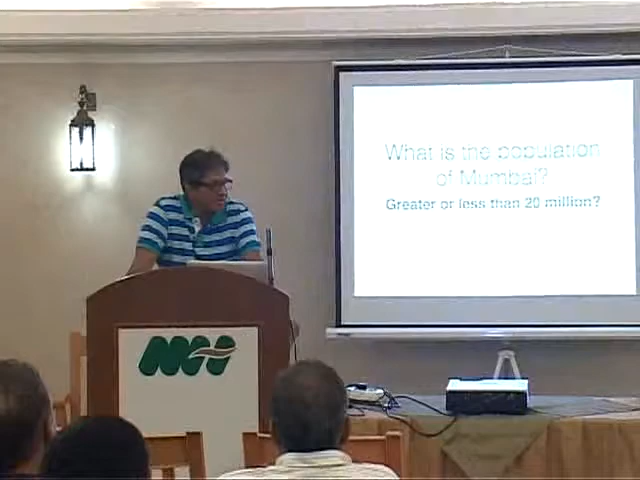 What is the population
of Mumbai?
Greater or less than 20 million?